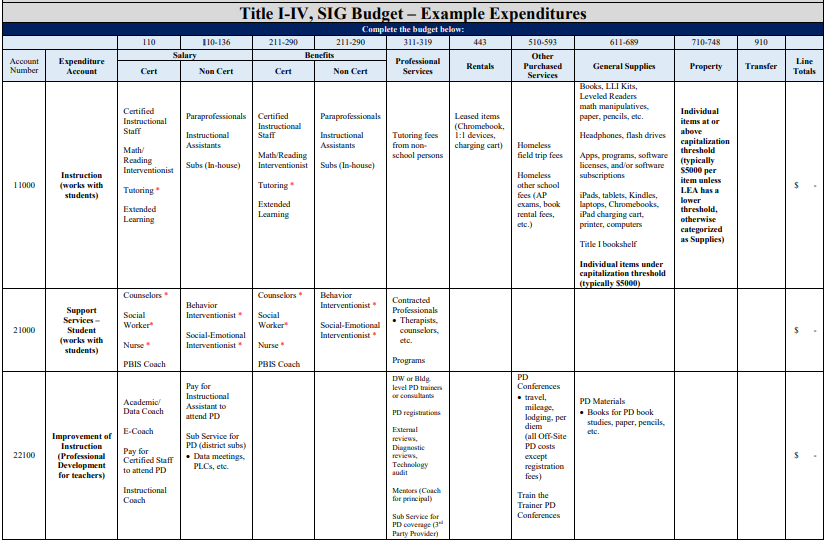 Title I-IV, SIG Budget – Example Expenditures
Complete the budget below:
110 110-136 211-290 211-290 311-319 443 510-593 611-689 710-748 910
Account Number
Expenditure Account
Salary
Cert
Non Cert
Benefits
Cert
Non Cert
Professional Services
Rentals
Other Purchased Services
General Supplies
Property
Transfer
Line Totals
11000
Instruction
(works with
students)
Certified
Instructional
Staff
Math/
Reading
Interventionist
Tutoring *
Extended
Learning
Paraprofessionals
Instructional
Assistants
Subs (In-house)
Certified
Instructional
Staff
Math/Reading
Interventionist
Tutoring *
Extended
Learning
Paraprofessionals
Instructional
Assistants
Subs (In-house)
Tutoring fees
from non-
school persons
Leased items
(Chromebook,
1:1 devices,
charging cart)
Homeless
field trip fees
Homeless
other school
fees (AP
exams, book
rental fees,
etc.)
Books, LLI Kits,
Leveled Readers
math manipulatives,
paper, pencils, etc.
Headphones, flash drives
Apps, programs, software
licenses, and/or software
subscriptions
iPads, tablets, Kindles,
laptops, Chromebooks,
iPad charging cart,
printer, computers
Title I bookshelf
Individual items under
capitalization threshold
(typically $5000)
Individual
items at or
above
capitalization
threshold
(typically
$5000 per
item unless
LEA has a
lower
threshold,
otherwise
categorized
as Supplies)
$ -
21000
Support
Services –
Student
(works with
students)
Counselors *
Social
Worker*
Nurse *
PBIS Coach
Behavior
Interventionist *
Social-Emotional
Interventionist *
Counselors *
Social
Worker*
Nurse *
PBIS Coach
Behavior
Interventionist *
Social-Emotional
Interventionist *
Contracted
Professionals
• Therapists,
counselors,
etc.
Programs
$ -
22100
Improvement of
Instruction
(Professional
Development
for teachers)
Academic/
Data Coach
E-Coach
Pay for
Certified Staff
to attend PD
Instructional
Coach
Pay for
Instructional
Assistant to
attend PD
Sub Service for
PD (district subs)
• Data meetings,
PLCs, etc.
DW or Bldg.
level PD trainers
or consultants
PD registrations
External
reviews,
Diagnostic
reviews,
Technology
audit
Mentors (Coach
for principal)
Sub Service for
PD coverage (3rd
Party Provider)
PD
Conferences
• travel,
mileage,
lodging, per
diem
(all Off-Site
PD costs
except
registration
fees)
Train the
Trainer PD
Conferences
PD Materials
• Books for PD book
studies, paper, pencils,
etc.
$ -